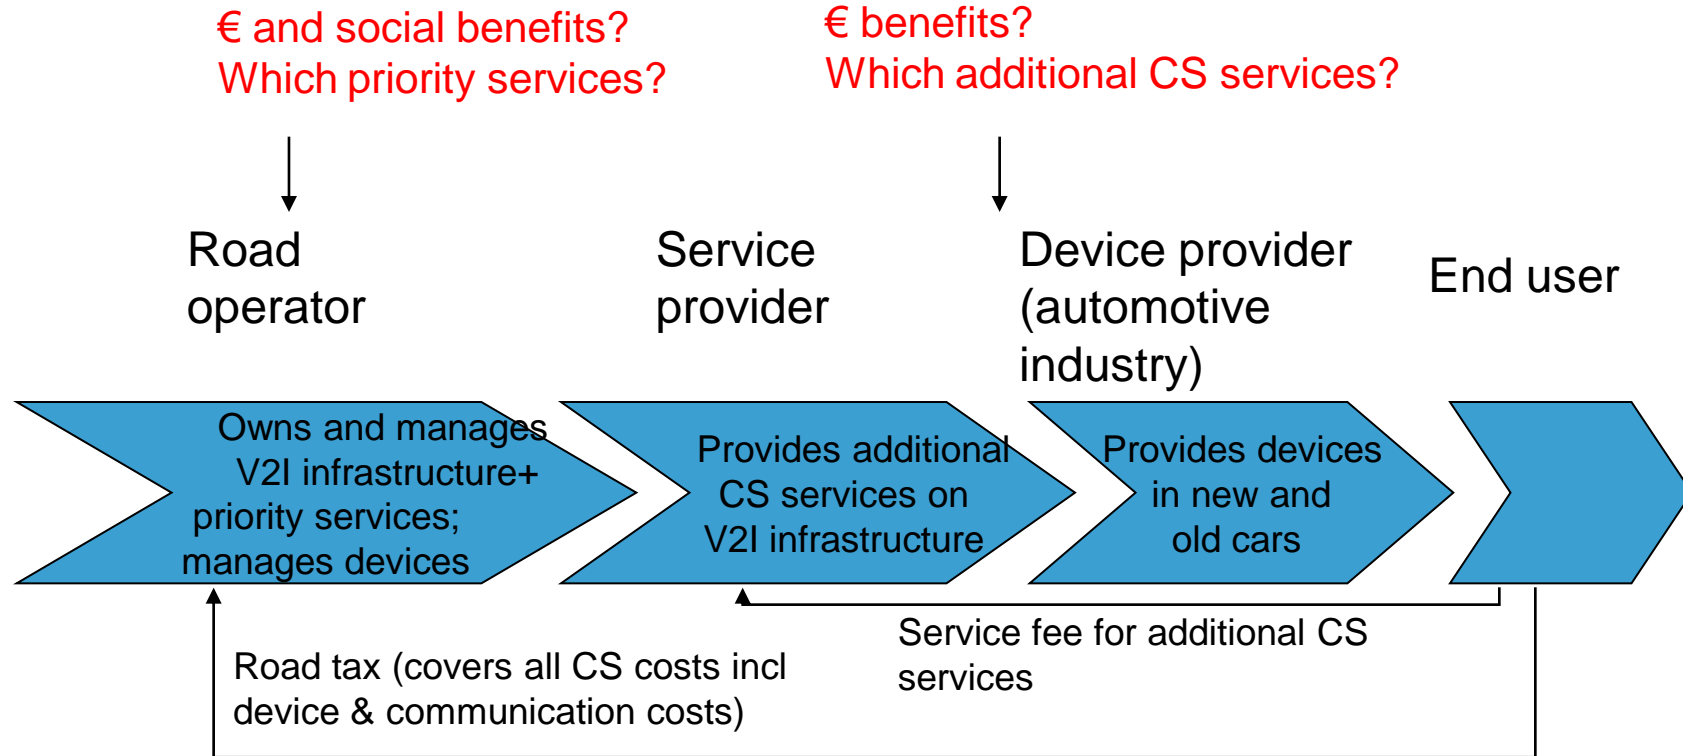 € and social benefits?
Which priority services?
€ benefits?
Which additional CS services?
Road
operator
Service
provider
Device provider
(automotive
industry)
End user
Owns and manages
V2I infrastructure+
priority services;
manages devices
Provides additional
CS services on
V2I infrastructure
Provides devices
in new and
old cars
Service fee for additional CS
services
Road tax (covers all CS costs incl
device & communication costs)